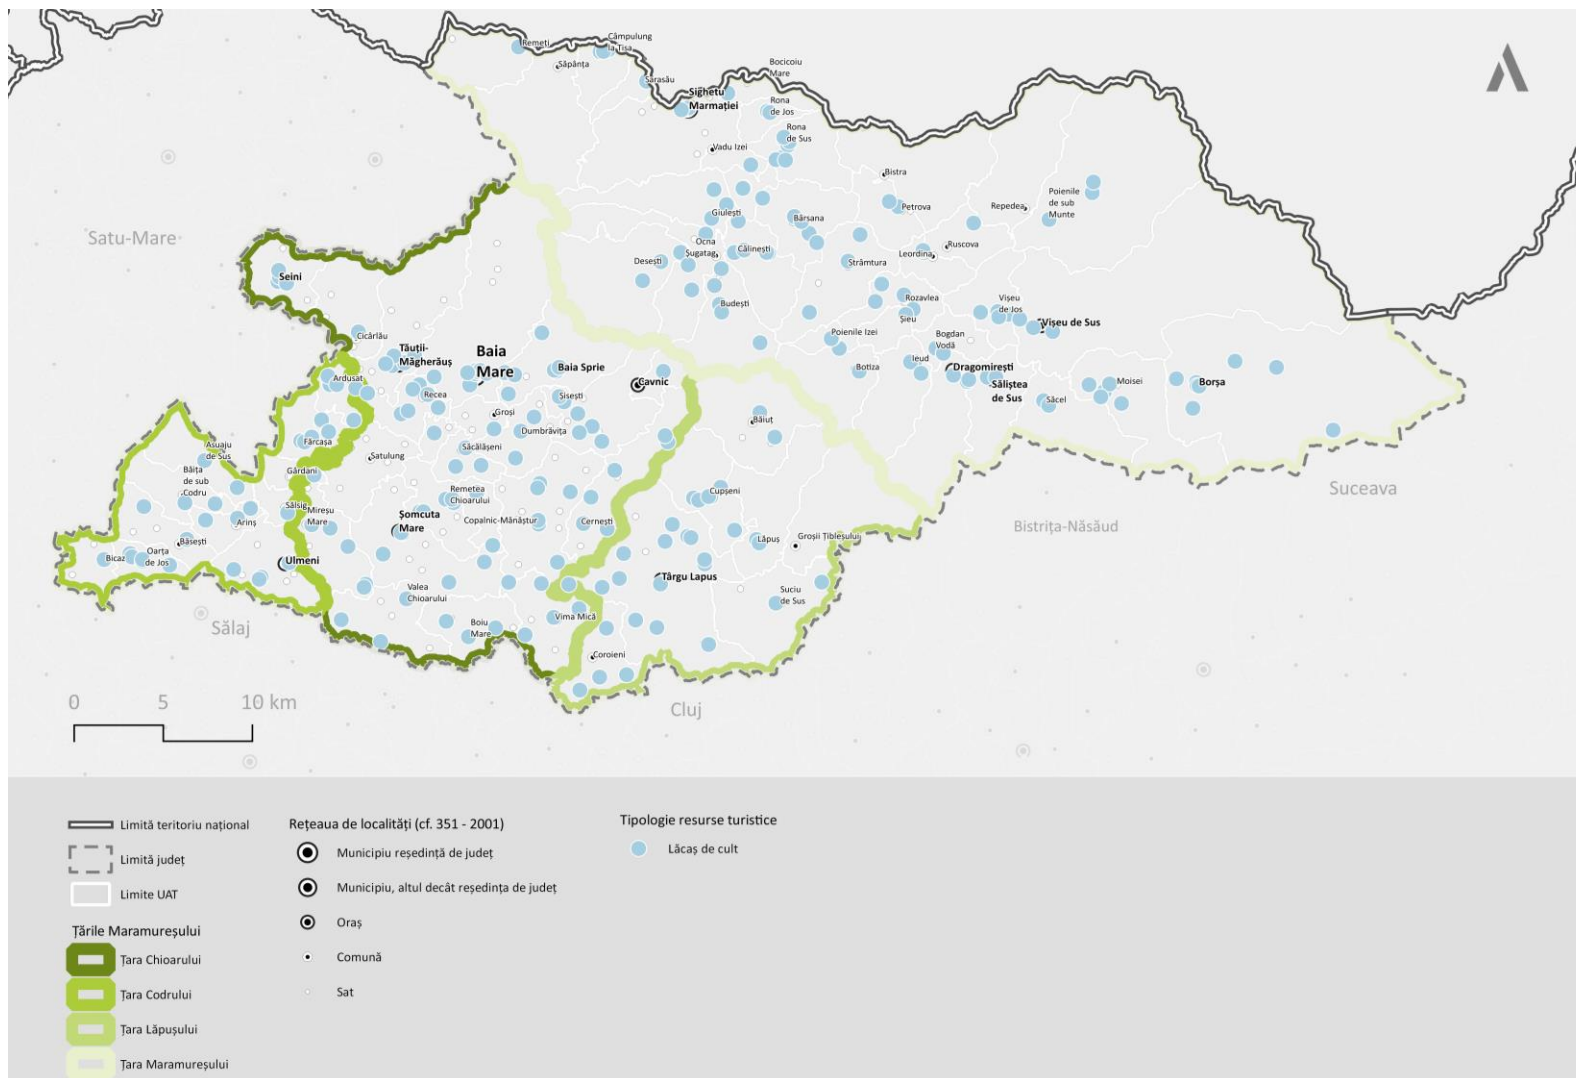 Remeți
Câmpulung
la Tisa
Săpânța
Sarasău
Bocicoiu
Mare
Sighetu
Marmației
Rona
de Jos
Rona
de Sus
Vadu Izei
Bistra
Petrova
Repedea
Poienile
de sub
Munte
Satu-Mare
Giulești
Bârsana
Ocna
Șugatag
Călinești
Desești
Strâmtura
Leordina
Ruscova
Seini
Budești
Rozavlea
Șieu
Vișeu
de Jos
Vișeu de Sus
Cicârlău
Tăuții-
Măgherăuș
Baia
Mare
Baia Sprie
Cavnic
Poienile Izei
Bogdan
Vodă
Ieud
Botiza
Dragomirești
Săliștea
de Sus
Săcel
Moisei
Borșa
Ardusat
Recea
Groși
Sisești
Dumbrăvița
Băiuț
Asuaju
de Sus
Fărcașa
Satulung
Săcălășeni
Băița
de sub
Codru
Gârdani
Remetea
Chioarului
Cupșeni
Suceava
Sălsig
Mireșu
Mare
Arinș
Șomcuta
Mare
Copalnic-Mănăștur
Cernești
Bistrița-Năsăud
Băsești
Bicaz
Oarța
de Jos
Ulmeni
Lăpuș
Groșii Țibleșului
Târgu Lapus
Valea
Chioarului
Suciu
de Sus
Sălaj
Boiu
Mare
Vima Mică
Coroieni
Cluj
0 5 10 km
Limită teritoriu național
Limită județ
Limite UAT
Țările Maramureșului
Țara Chioarului
Țara Codrului
Țara Lăpușului
Țara Maramureșului
Rețeaua de localități (cf. 351 - 2001)
Municipiu reședință de județ
Municipiu, altul decât reședința de județ
Oraș
Comună
Sat
Tipologie resurse turistice
Lăcaș de cult